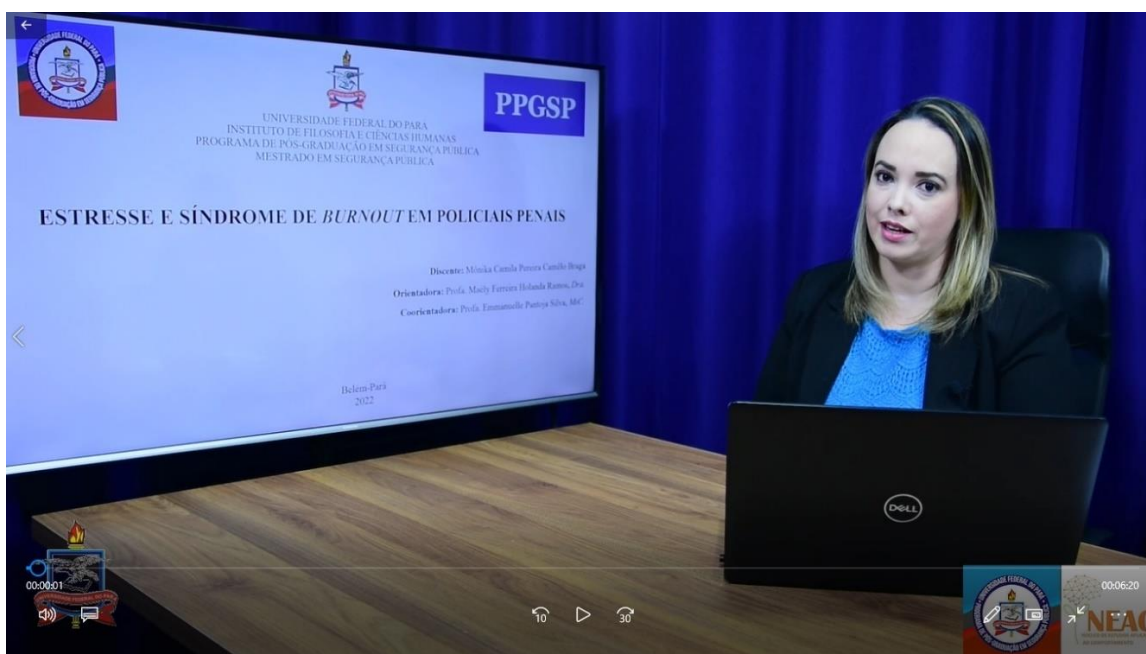 PPGSP
UNIVERSIDADE FEDERAL DO PARÁ
INSTITUTO DE FILOSOFIA E CIÊNCIAS HUMANAS
PROGRAMA DE PÓS-GRADUAÇÃO EM SEGURANÇA PÚBLICA
MESTRADO EM SEGURANÇA PÚBLICA
ESTRESSE E SÍNDROME DE BURNOUT EM POLICIAIS PENAIS
Discente: Mônika Camila Pereira Camêlo Braga
Orientadora: Profa. Maély Ferreira Holanda Ramos, Dra.
Coorientadora: Profa. Emmanuelle Pantoja Silva, MsC.
Belém-Pará
2022
DELL
00:00:01
00:06:20
10
30
NEAC